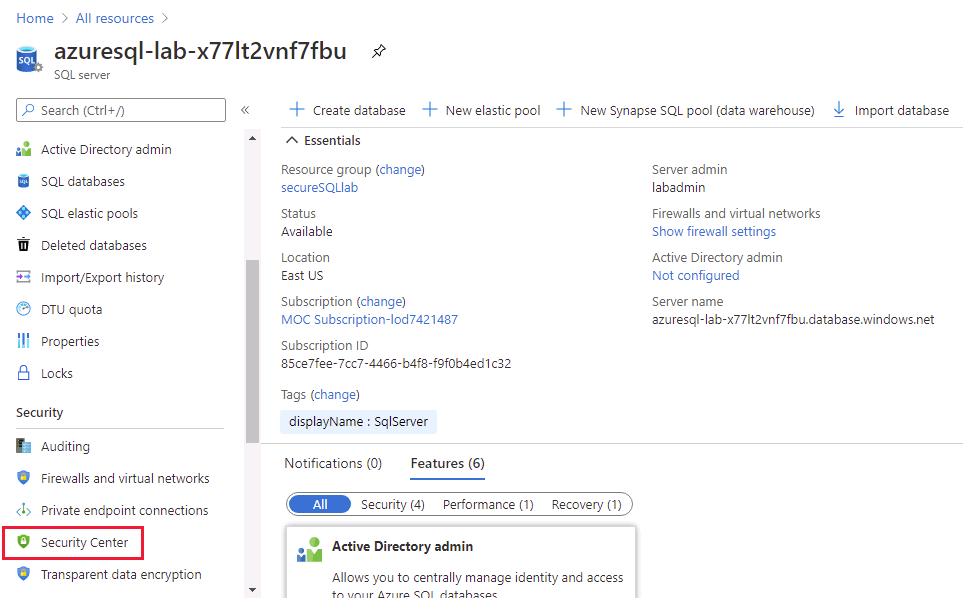 Home > All resources >
azuresql-lab-x77lt2vnf7fbu
SQL
SQL server
Search (Ctrl+/)
«
Active Directory admin
SQL databases
SQL elastic pools
Deleted databases
Import/Export history
DTU quota
Properties
Locks
Security
Auditing
Firewalls and virtual networks
Private endpoint connections
Security Center
Transparent data encryption
Create database
New elastic pool
New Synapse SQL pool (data warehouse)
Import database
Essentials
Resource group (change)
secureSQLlab
Status
Available
Location
East US
Subscription (change)
MOC Subscription-lod7421487
Subscription ID
85ce7fee-7cc7-4466-b4f8-f9f0b4ed1c32
Tags (change)
displayName : SqlServer
Server admin
labadmin
Firewalls and virtual networks
Show firewall settings
Active Directory admin
Not configured
Server name
azuresql-lab-x77lt2vnf7fbu.database.windows.net
Notifications (0)
Features (6)
All
Security (4)
Performance (1)
Recovery (1)
Active Directory admin
Allows you to centrally manage identity and access
to your Azure SQL databases.